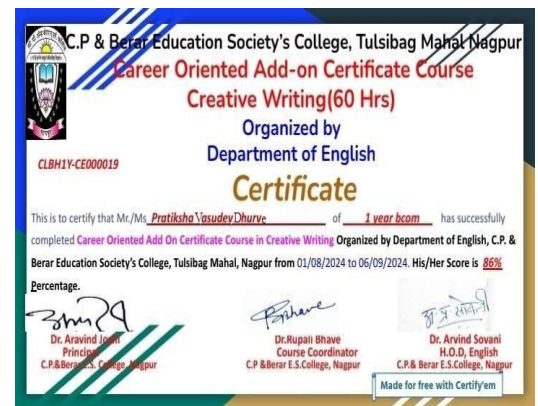 C.P & Berar Education Society's College, Tulsibag Mahal Nagpur
Career Oriented Add-on Certificate Course
Creative Writing(60 Hrs)
Organized by
Department of English
CLBH1Y-CE000019
Certificate
This is to certify that Mr./Ms Pratiksha Vasudev Dhurve of 1 year bcom has successfully
completed Career Oriented Add On Certificate Course in Creative Writing Organized by Department of English, C.P. &
Berar Education Society's College, Tulsibag Mahal, Nagpur from 01/08/2024 to 06/09/2024. His/Her Score is 86%
Percentage.
Dr. Aravind Joshi
Principal
C.P.&Berar E.S. College, Nagpur
Dr.Rupali Bhave
Course Coordinator
C.P &Berar E.S.College, Nagpur
Dr. Arvind Sovani
H.O.D, English
C.P.& Berar E.S.College, Nagpur
Made for free with Certify'em